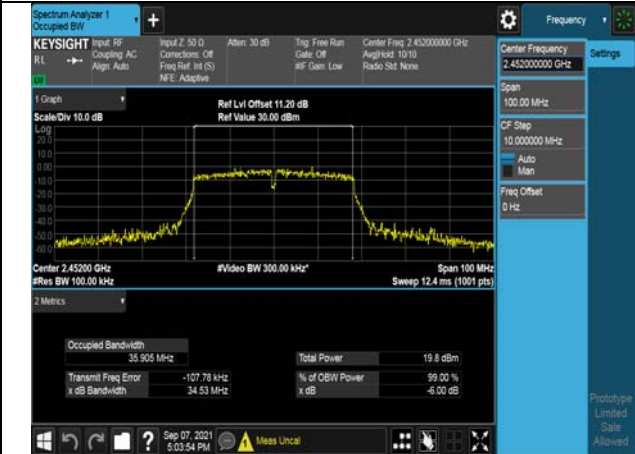 Spectrum Analyzer 1
Occupied BW
+
Frequency
KEYSIGHT
RL
Input: RF
Coupling: AC
Align: Auto
Input Z: 50 Ω
Corrections: Off
Freq Ref: Int (S)
NFE: Adaptive
Atten: 30 dB
Trig: Free Run
Gate: Off
#IF Gain: Low
Center Freq: 2.452000000 GHz
Avg|Hold: 10/10
Radio Std: None
Center Frequency
2.452000000 GHz
Settings
Span
100.00 MHz
CF Step
10.000000 MHz
Auto
Man
Freq Offset
0 Hz
1 Graph
Scale/Div 10.0 dB
Ref Lvl Offset 11.20 dB
Ref Value 30.00 dBm
Log
20.0
10.0
0.00
-10.0
-20.0
-30.0
-40.0
-50.0
-60.0
Center 2.45200 GHz
#Res BW 100.00 kHz
#Video BW 300.00 kHz*
Span 100 MHz
Sweep 12.4 ms (1001 pts)
2 Metrics
Occupied Bandwidth
35.905 MHz
Total Power 19.8 dBm
Transmit Freq Error -107.78 kHz
% of OBW Power 99.00 %
x dB Bandwidth 34.53 MHz
x dB -6.00 dB
Prototype
Limited
Sale
Allowed
?
Sep 07, 2021
5:03:54 PM
Meas Uncal